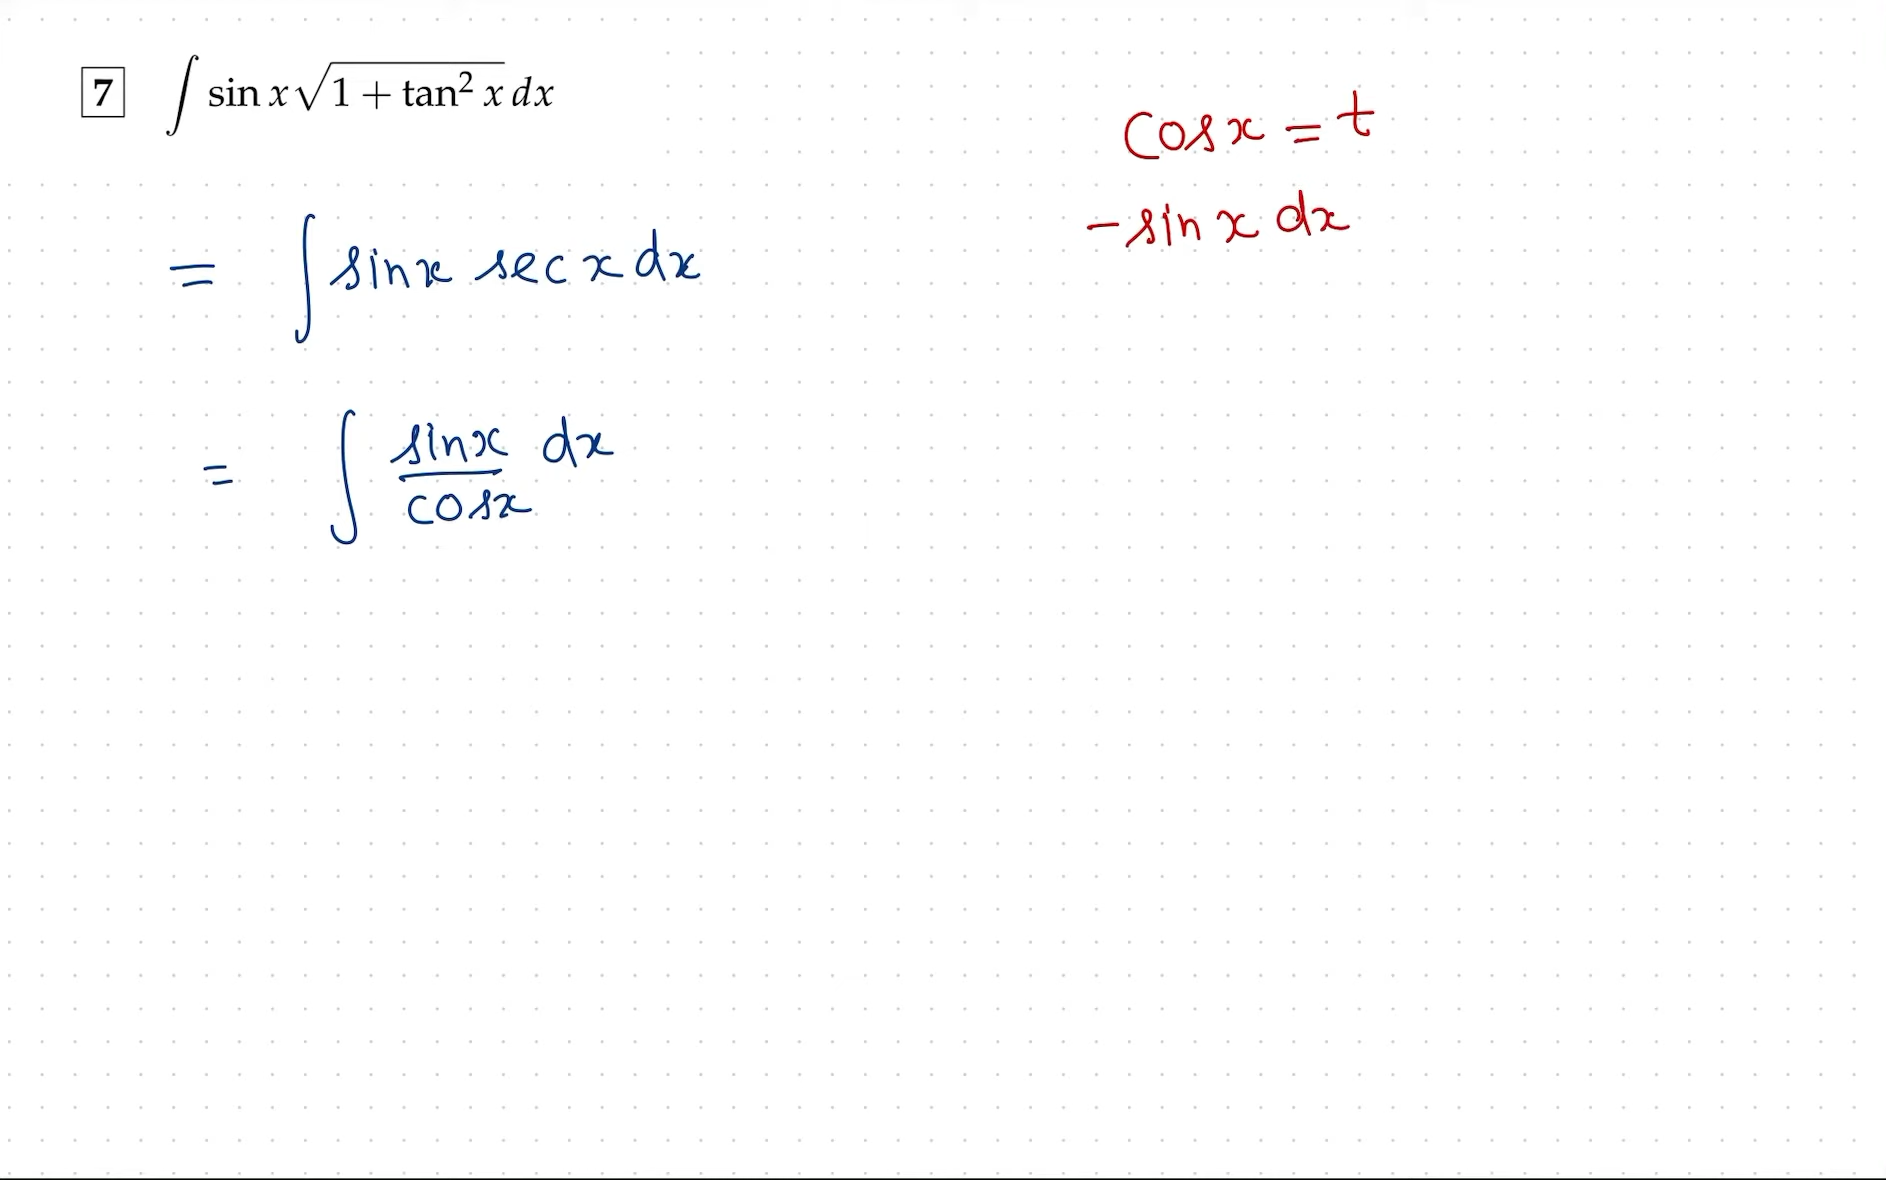 7 ∫ sin x√(1 + tan² x) dx
cos x = t
- sin x dx
= ∫ sin x sec x dx
= ∫ sin x / cos x dx